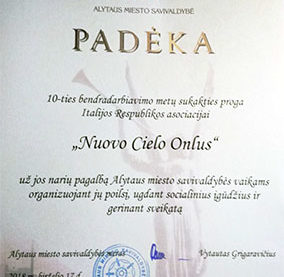 ALYTAUS MIESTO SAVIVALDYBĖ
PADĖKA
10-ties bendradarbiavimo metų sukakties proga
Italijos Respublikos asociacijai
„Nuovo Cielo Onlus“
už jos narių pagalbą Alytaus miesto savivaldybės vaikams
organizuojant jų poilsį, ugdant socialinius įgūdžius ir
gerinant sveikatą
Alytaus miesto savivaldybės meras
Vytautas Grigaravičius
birželio 17 d.